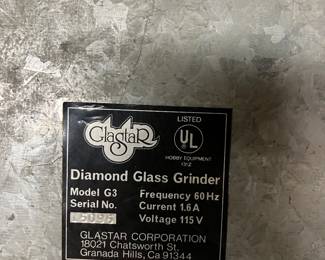 GlastaR
LISTED
UL
HOBBY EQUIPMENT
Diamond Glass Grinder
Model G3 Frequency 60Hz
Serial No. Current 1.6A
Voltage 115V
GLASTAR CORPORATION
18021 Chatsworth St.
Granada Hills, Ca 91344